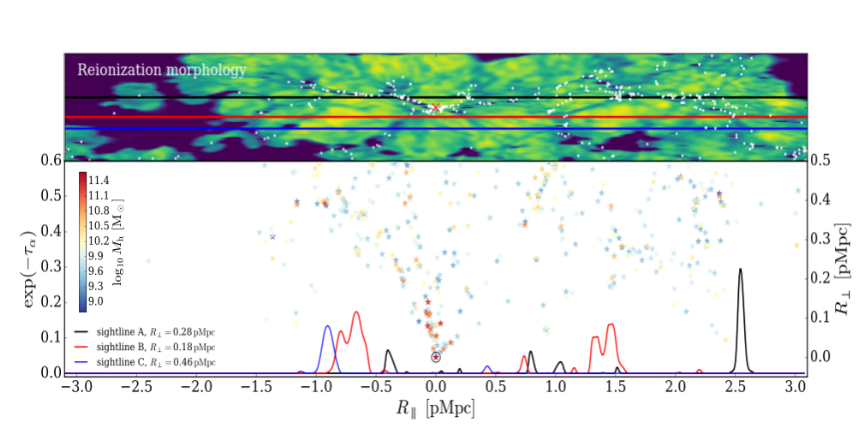 Reionization morphology
0.6
0.5
0.4
0.3
0.2
0.1
0.0
exp(−τα)
11.4
11.1
10.8
10.5
10.2
9.9
9.6
9.3
9.0
log10 Mh [M⊙]
sightline A, R⊥ = 0.28 pMpc
sightline B, R⊥ = 0.18 pMpc
sightline C, R⊥ = 0.46 pMpc
0.5
0.4
0.3
0.2
0.1
0.0
R⊥ [pMpc]
−3.0 −2.5 −2.0 −1.5 −1.0 −0.5 0.0 0.5 1.0 1.5 2.0 2.5 3.0
R∥ [pMpc]